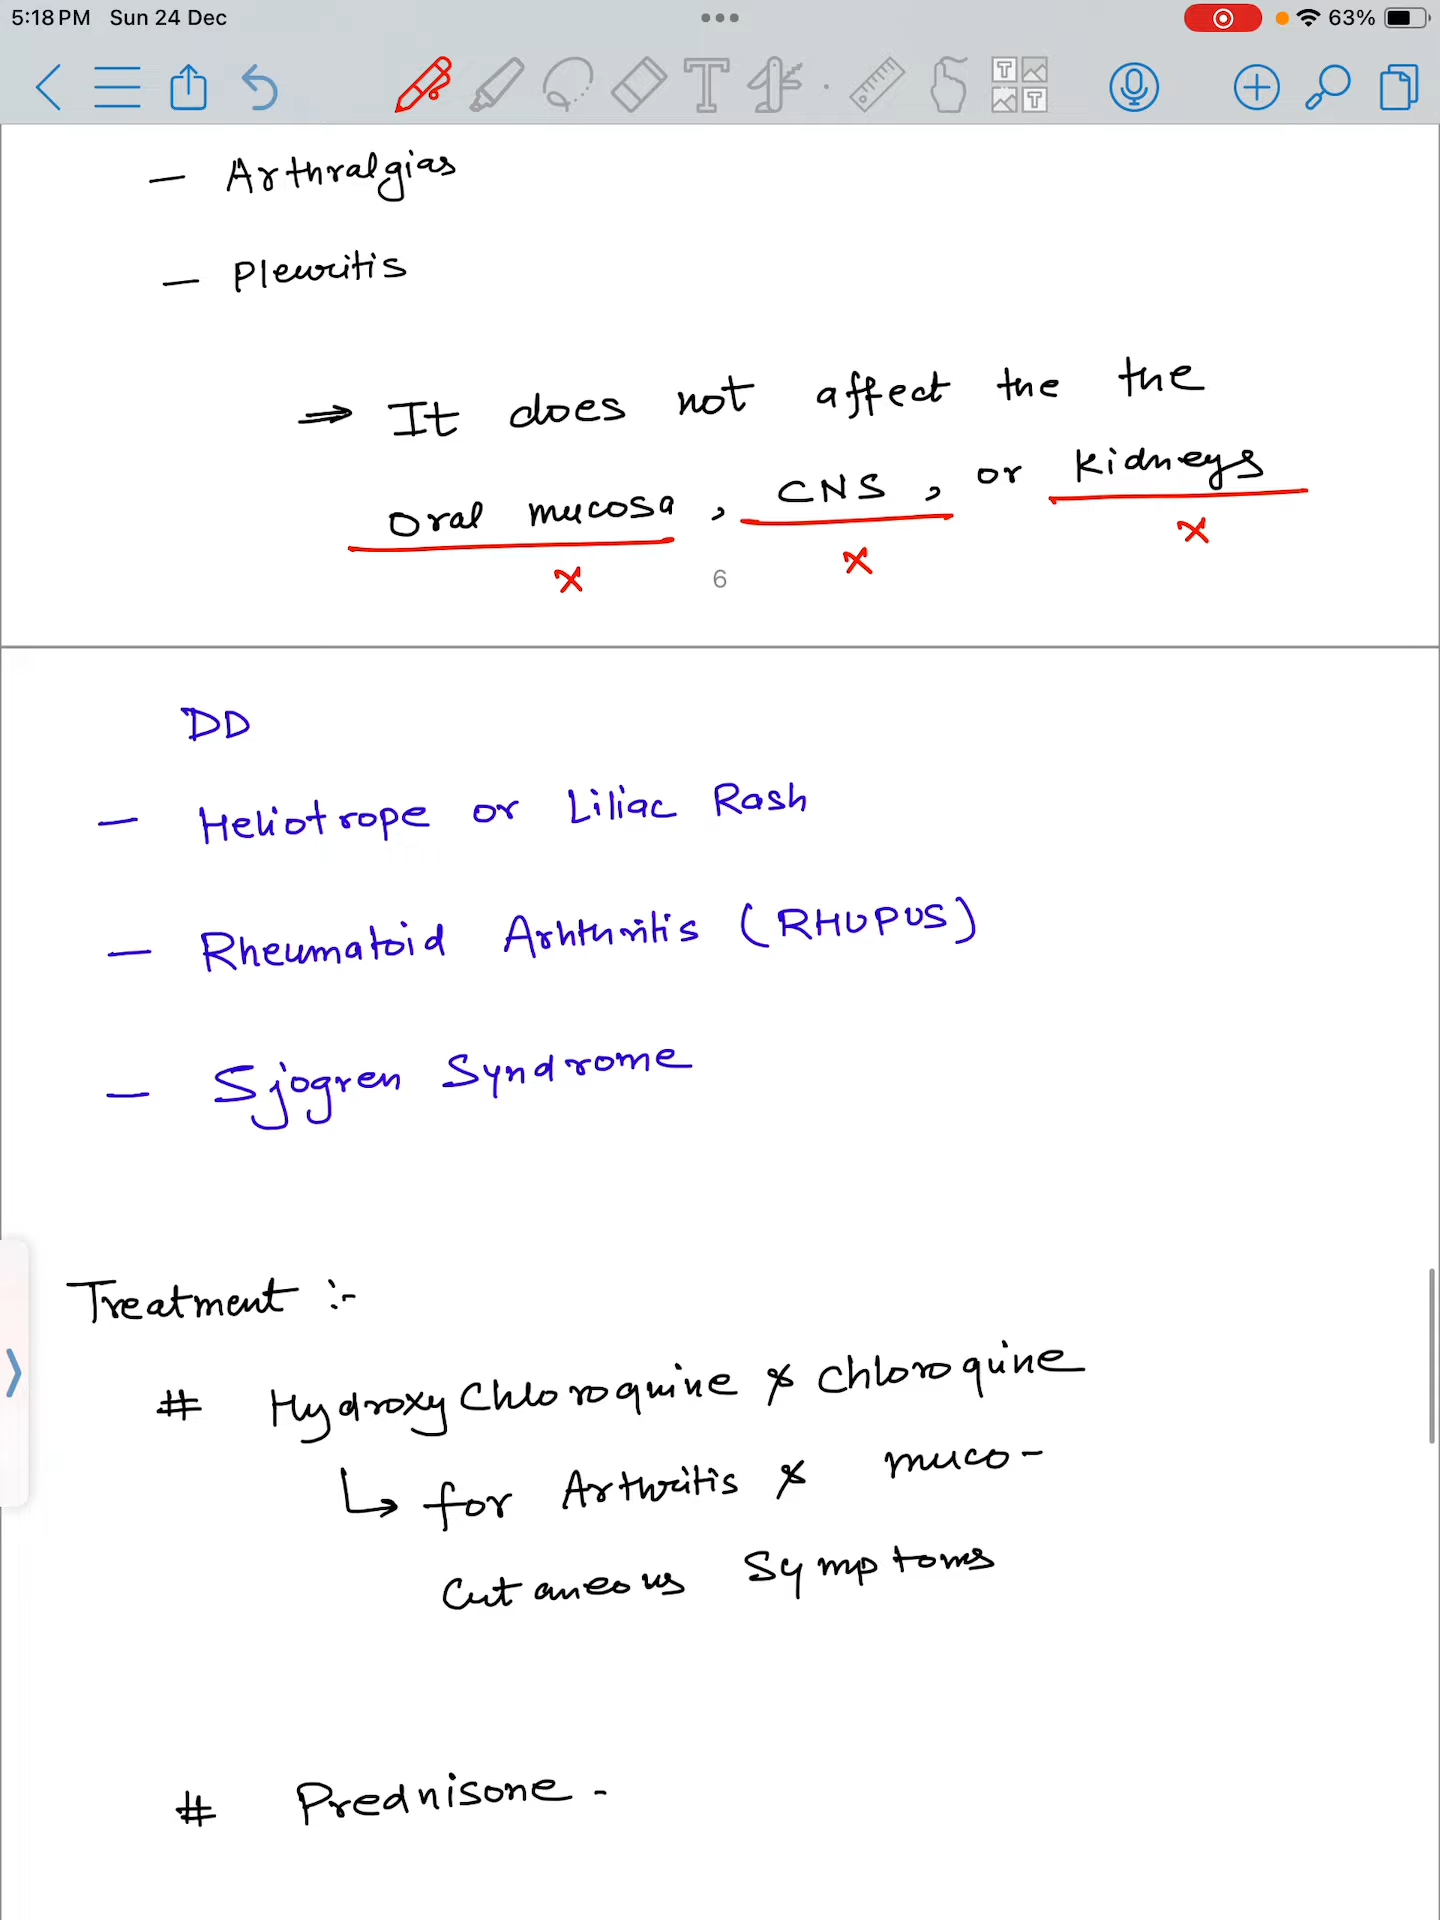 5:18 PM Sun 24 Dec 63%
- Arthralgias
- Pleuritis
⇒ It does not affect the the
oral mucosa, CNS, or kidneys
x x x
6
DD
- Heliotrope or Liliac Rash
- Rheumatoid Arhthritis (RHUPUS)
- Sjogren Syndrome
Treatment :-
# Hydroxy Chloroquine & chloroquine
↳ for Arthritis & muco-
cutaneous Symptoms
# Prednisone -